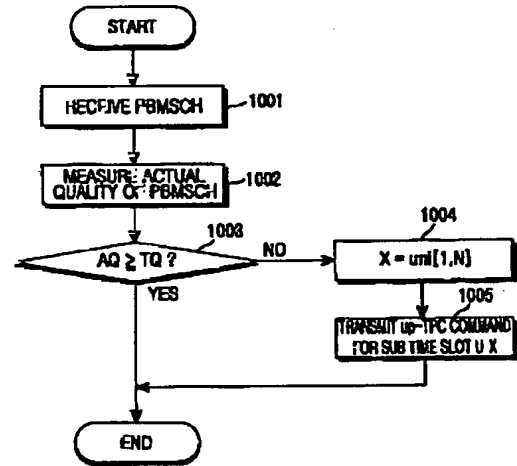 START
RECEIVE PBMSCH
1001
MEASURE ACTUAL
QUALITY OF PBMSCH
1002
AQ ≧ TQ ?
1003
NO
YES
X = uni[1,N]
1004
TRANSMIT up-TPC COMMAND
FOR SUB TIME SLOT U X
1005
END